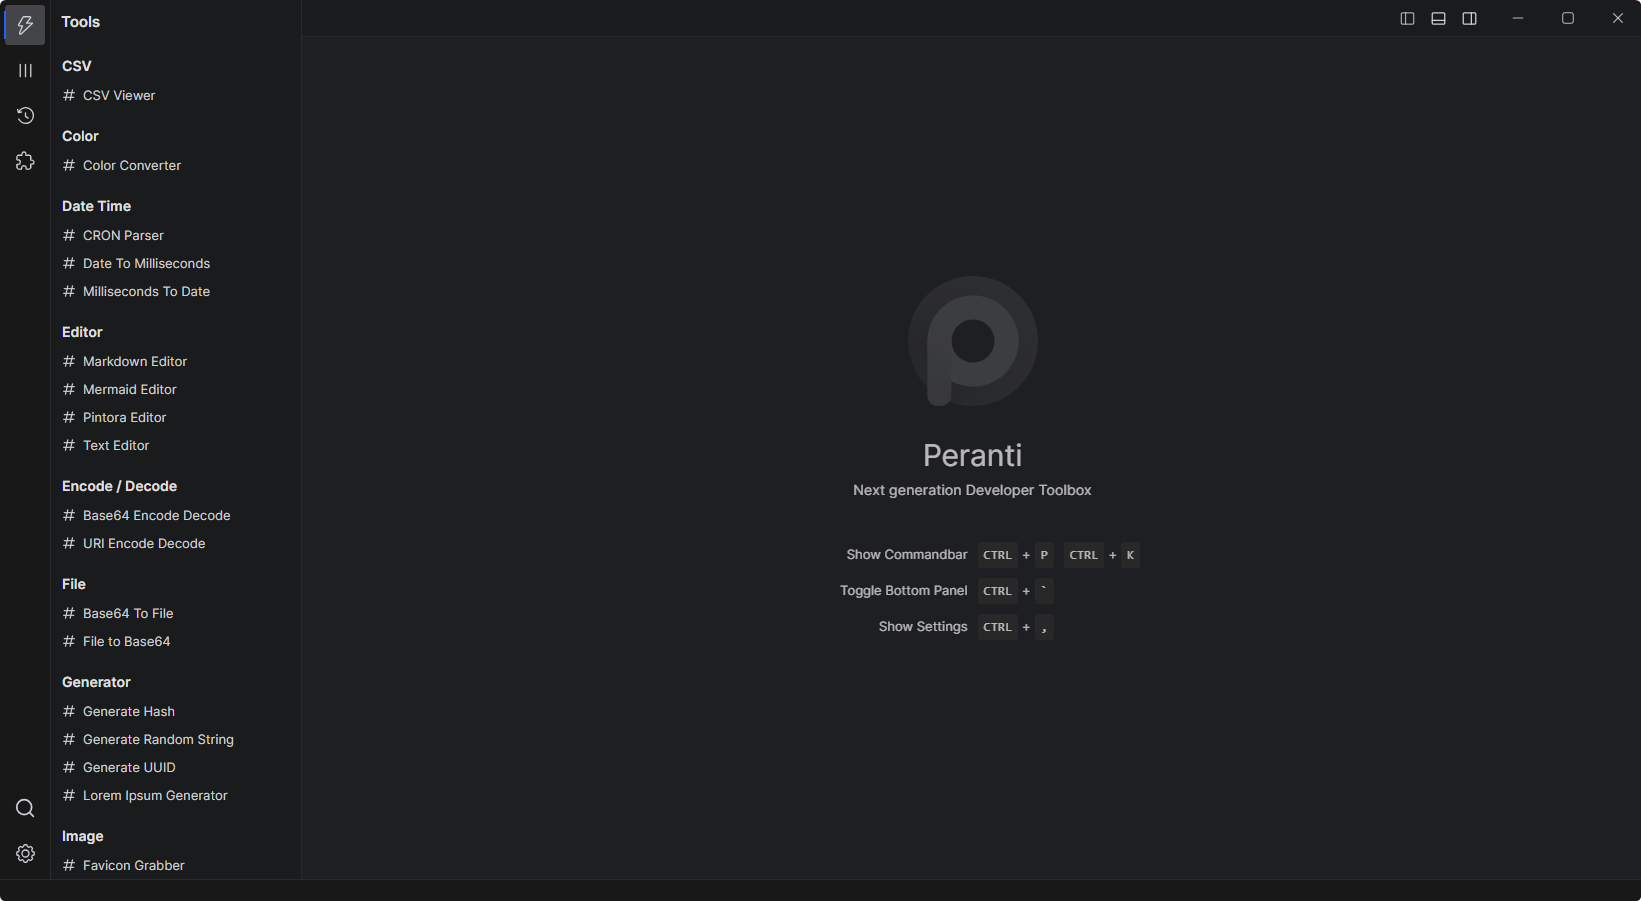 Tools
CSV
# CSV Viewer
Color
# Color Converter
Date Time
# CRON Parser
# Date To Milliseconds
# Milliseconds To Date
Editor
# Markdown Editor
# Mermaid Editor
# Pintora Editor
# Text Editor
Encode / Decode
# Base64 Encode Decode
# URI Encode Decode
File
# Base64 To File
# File to Base64
Generator
# Generate Hash
# Generate Random String
# Generate UUID
# Lorem Ipsum Generator
Image
# Favicon Grabber
Peranti
Next generation Developer Toolbox
Show Commandbar CTRL + P CTRL + K
Toggle Bottom Panel CTRL + `
Show Settings CTRL + ,